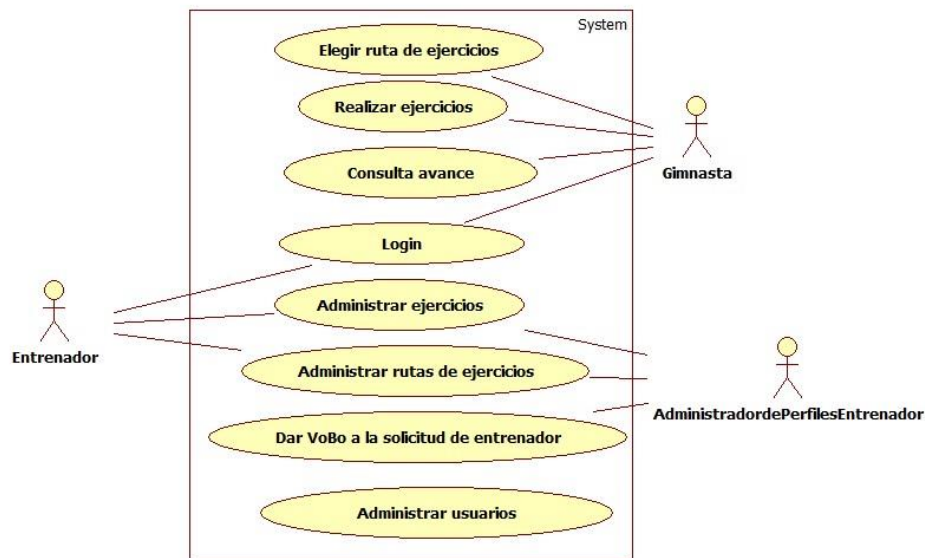 System
Elegir ruta de ejercicios
Realizar ejercicios
Gimnasta
Consulta avance
Login
Administrar ejercicios
Entrenador
Administrar rutas de ejercicios
AdministradordePerfilesEntrenador
Dar VoBo a la solicitud de entrenador
Administrar usuarios